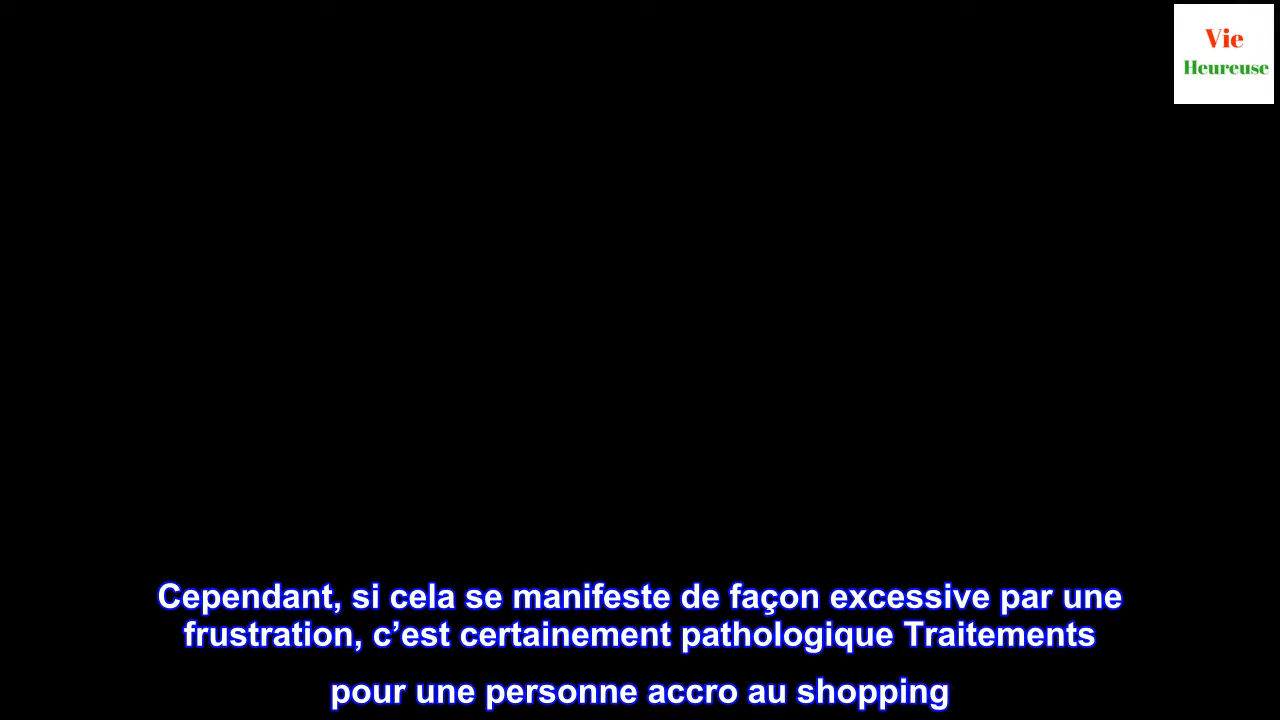 Vie
Heureuse
Cependant, si cela se manifeste de façon excessive par une
frustration, c’est certainement pathologique Traitements
pour une personne accro au shopping